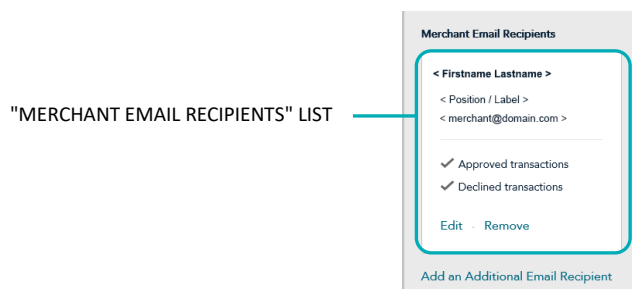 Merchant Email Recipients
"MERCHANT EMAIL RECIPIENTS" LIST
< Firstname Lastname >
< Position / Label >
< merchant@domain.com >
Approved transactions
Declined transactions
Edit - Remove
Add an Additional Email Recipient